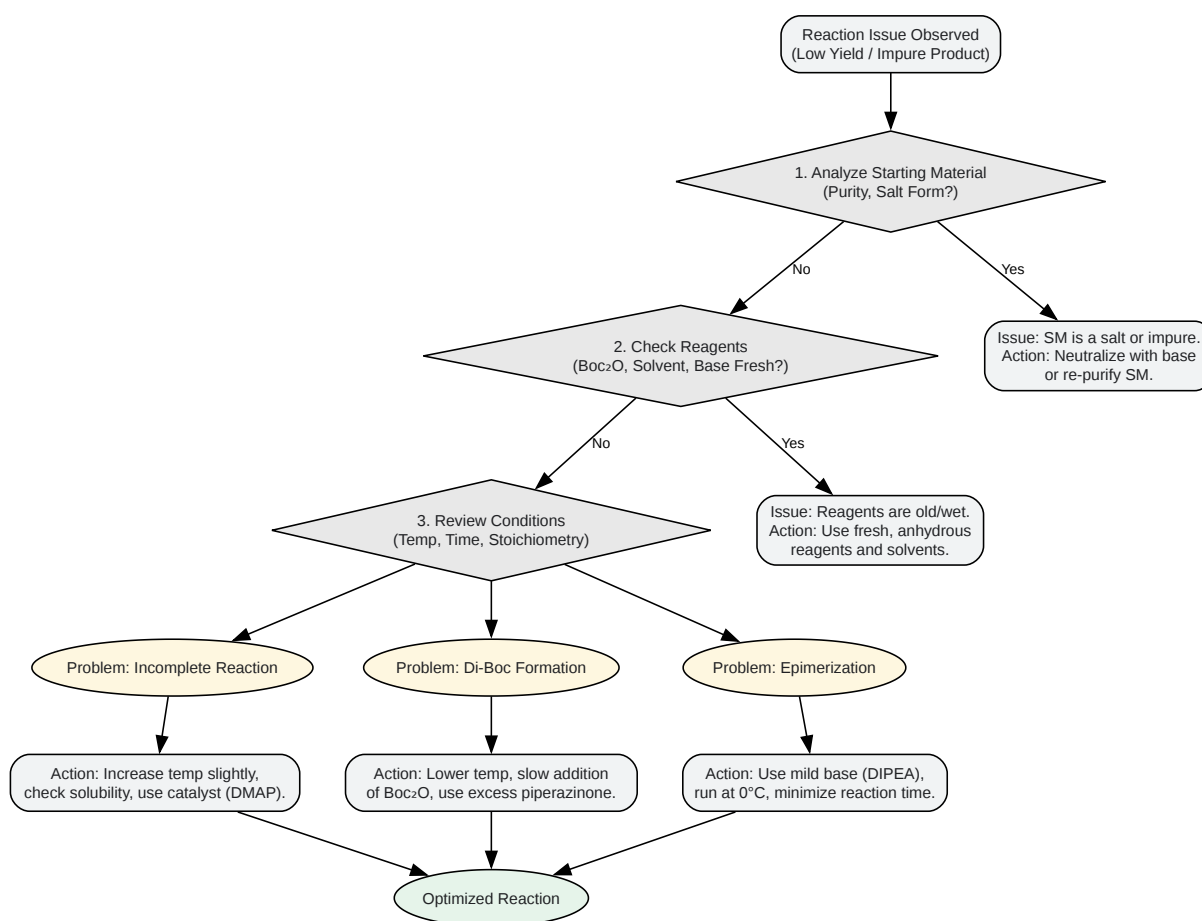 Reaction Issue Observed
(Low Yield / Impure Product)
1. Analyze Starting Material
(Purity, Salt Form?)
No
Yes
2. Check Reagents
(Boc₂O, Solvent, Base Fresh?)
Issue: SM is a salt or impure.
Action: Neutralize with base
or re-purify SM.
No
Yes
3. Review Conditions
(Temp, Time, Stoichiometry)
Issue: Reagents are old/wet.
Action: Use fresh, anhydrous
reagents and solvents.
Problem: Incomplete Reaction
Problem: Di-Boc Formation
Problem: Epimerization
Action: Increase temp slightly,
check solubility, use catalyst (DMAP).
Action: Lower temp, slow addition
of Boc₂O, use excess piperazinone.
Action: Use mild base (DIPEA),
run at 0°C, minimize reaction time.
Optimized Reaction